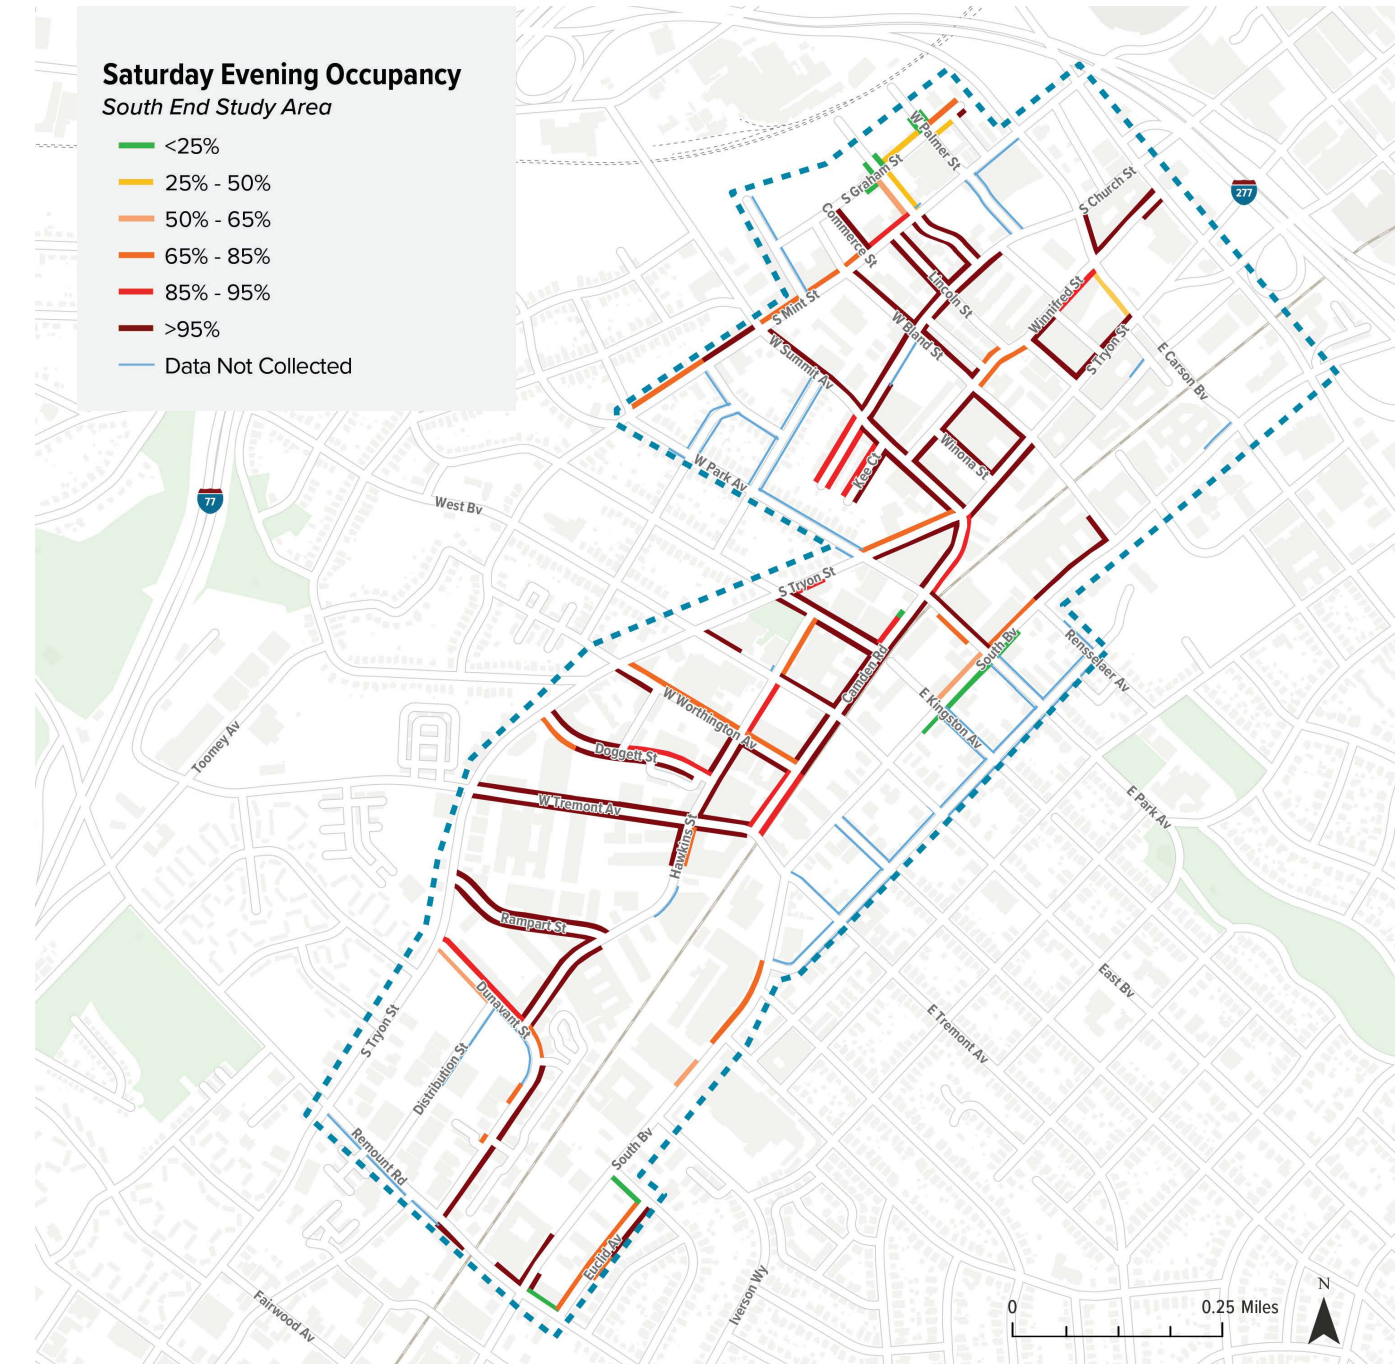 Saturday Evening Occupancy
South End Study Area
<25%
25% - 50%
50% - 65%
65% - 85%
85% - 95%
>95%
Data Not Collected
W Palmer St
S Graham St
S Church St
277
Commerce St
Lincoln St
S Mint St
Winnifred St
W Bland St
S Tryon St
E Carson Bv
W Summit Av
Winona St
W Park Av
Kee Ct
77
West Bv
S Tryon St
Rensselaer Av
South Bv
Camden Rd
E Kingston Av
W Worthington Av
Toomey Av
Doggett St
E Park Av
W Tremont Av
Hawkins St
Rampart St
East Bv
Dunavant St
E Tremont Av
S Tryon St
Distribution St
Remount Rd
South Bv
Euclid Av
Iverson Wy
Fairwood Av
N
0
0.25 Miles